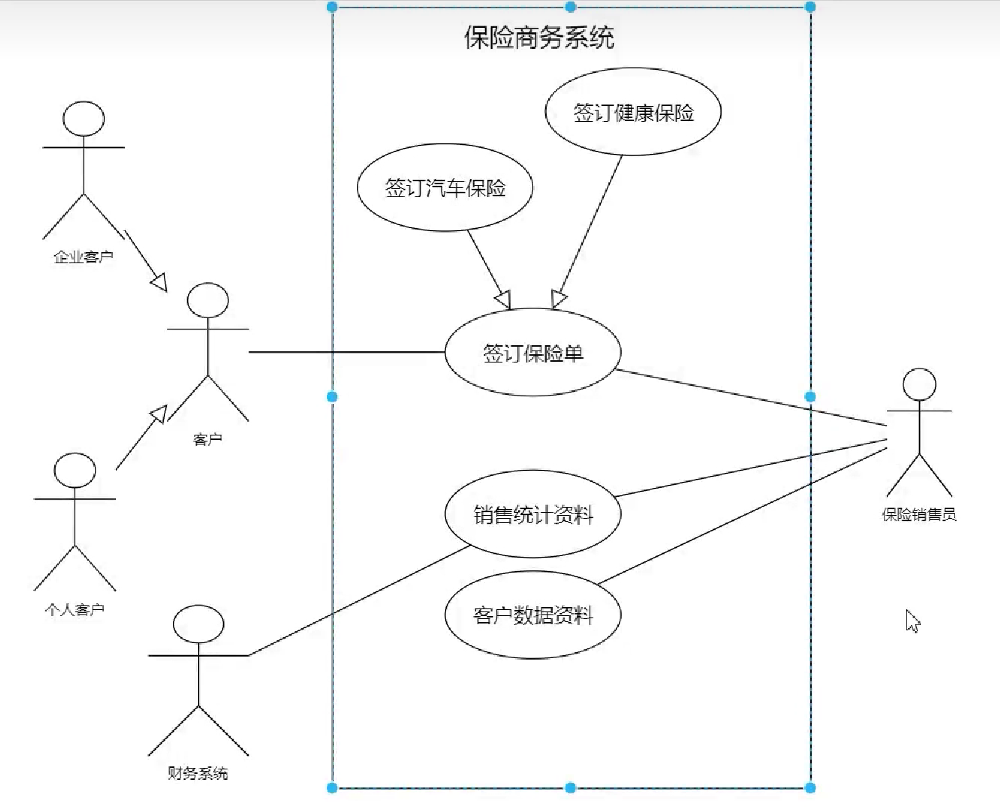 保险商务系统
签订健康保险
签订汽车保险
企业客户
签订保险单
客户
销售统计资料
保险销售员
个人客户
客户数据资料
财务系统